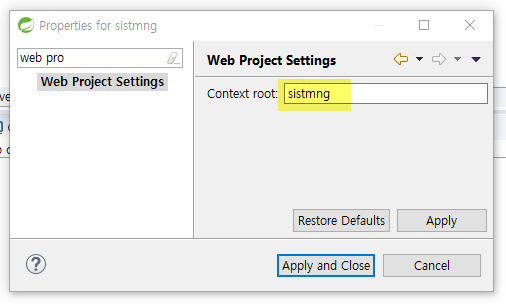 Properties for sistmng
web pro
Web Project Settings
Web Project Settings
Context root: sistmng
Restore Defaults
Apply
Apply and Close
Cancel